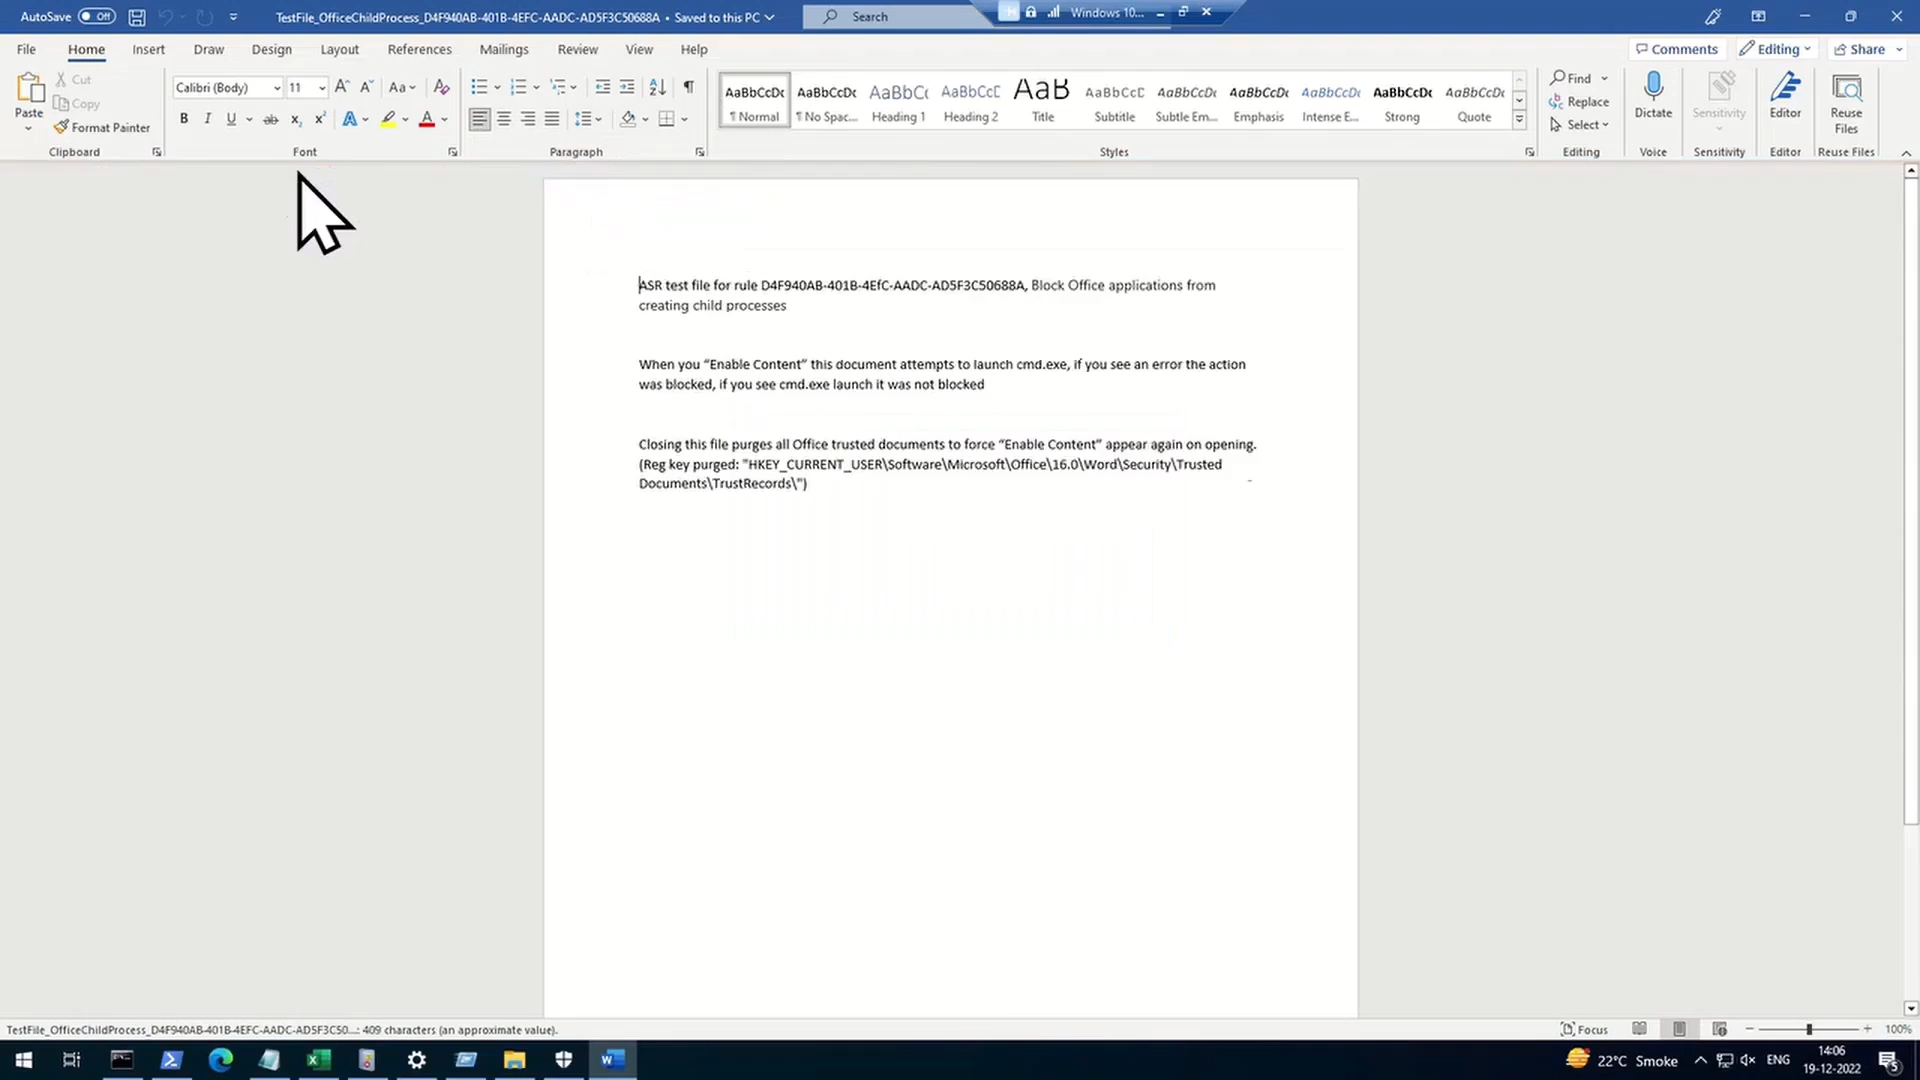 AutoSave Off TestFile_OfficeChildProcess_D4F940AB-401B-4EFC-AADC-AD5F3C50688A • Saved to this PC Search Windows 10...
File Home Insert Draw Design Layout References Mailings Review View Help Comments Editing Share
Paste
Cut
Copy
Format Painter
Clipboard
Calibri (Body) 11
Font
Paragraph
AaBbCcDc AaBbCcDc AaBbCc AaBbCcD AaB AaBbCcD AaBbCcDc AaBbCcDc AaBbCcDc AaBbCcDc AaBbCcDc
¶ Normal ¶ No Spac... Heading 1 Heading 2 Title Subtitle Subtle Em... Emphasis Intense E... Strong Quote
Styles
Find
Replace
Select
Editing
Dictate
Voice
Sensitivity
Sensitivity
Editor
Editor
Reuse
Files
Reuse Files
ASR test file for rule D4F940AB-401B-4EfC-AADC-AD5F3C50688A, Block Office applications from
creating child processes
When you “Enable Content” this document attempts to launch cmd.exe, if you see an error the action
was blocked, if you see cmd.exe launch it was not blocked
Closing this file purges all Office trusted documents to force “Enable Content” appear again on opening.
(Reg key purged: "HKEY_CURRENT_USER\Software\Microsoft\Office\16.0\Word\Security\Trusted
Documents\TrustRecords\")
TestFile_OfficeChildProcess_D4F940AB-401B-4EFC-AADC-AD5F3C50...: 409 characters (an approximate value).
Focus 100%
22°C Smoke ENG
14:06
19-12-2022
5